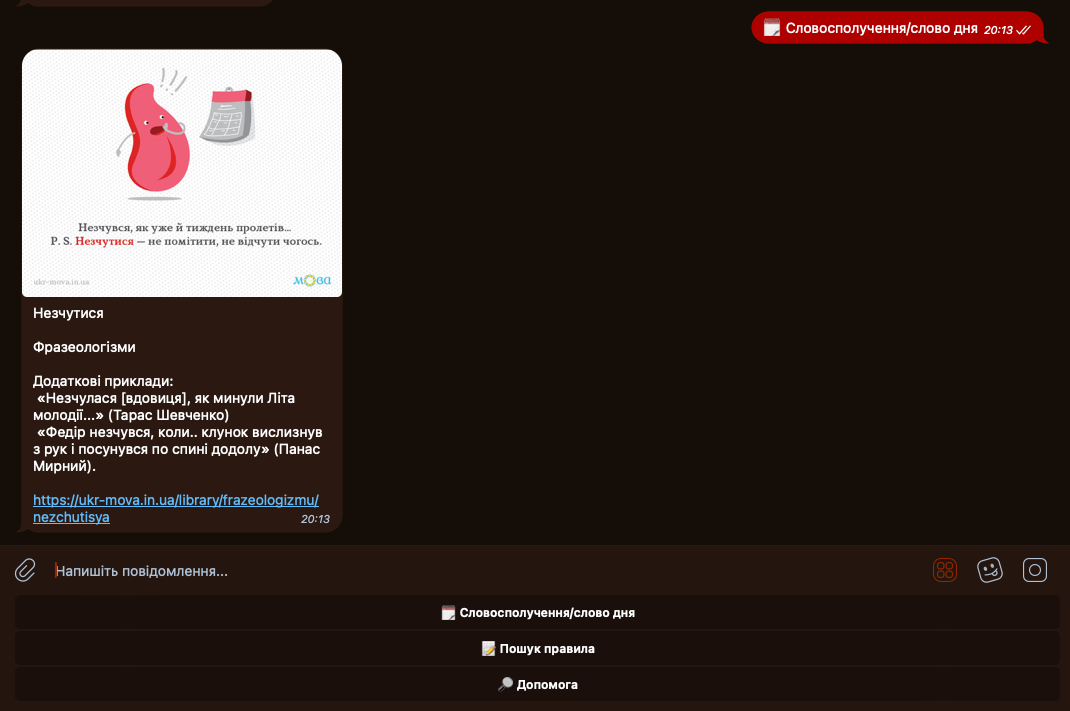 Словосполучення/слово дня 20:13
Незчувся, як уже й тиждень пролетів...
P. S. Незчутися — не помітити, не відчути чогось.
ukr-mova.in.ua
мова
Незчутися
Фразеологізми
Додаткові приклади:
«Незчулася [вдовиця], як минули Літа
молодії...» (Тарас Шевченко)
«Федір незчувся, коли.. клунок вислизнув
з рук і посунувся по спині додолу» (Панас
Мирний).
https://ukr-mova.in.ua/library/frazeologizmu/
nezchutisya
20:13
Напишіть повідомлення...
Словосполучення/слово дня
Пошук правила
Допомога